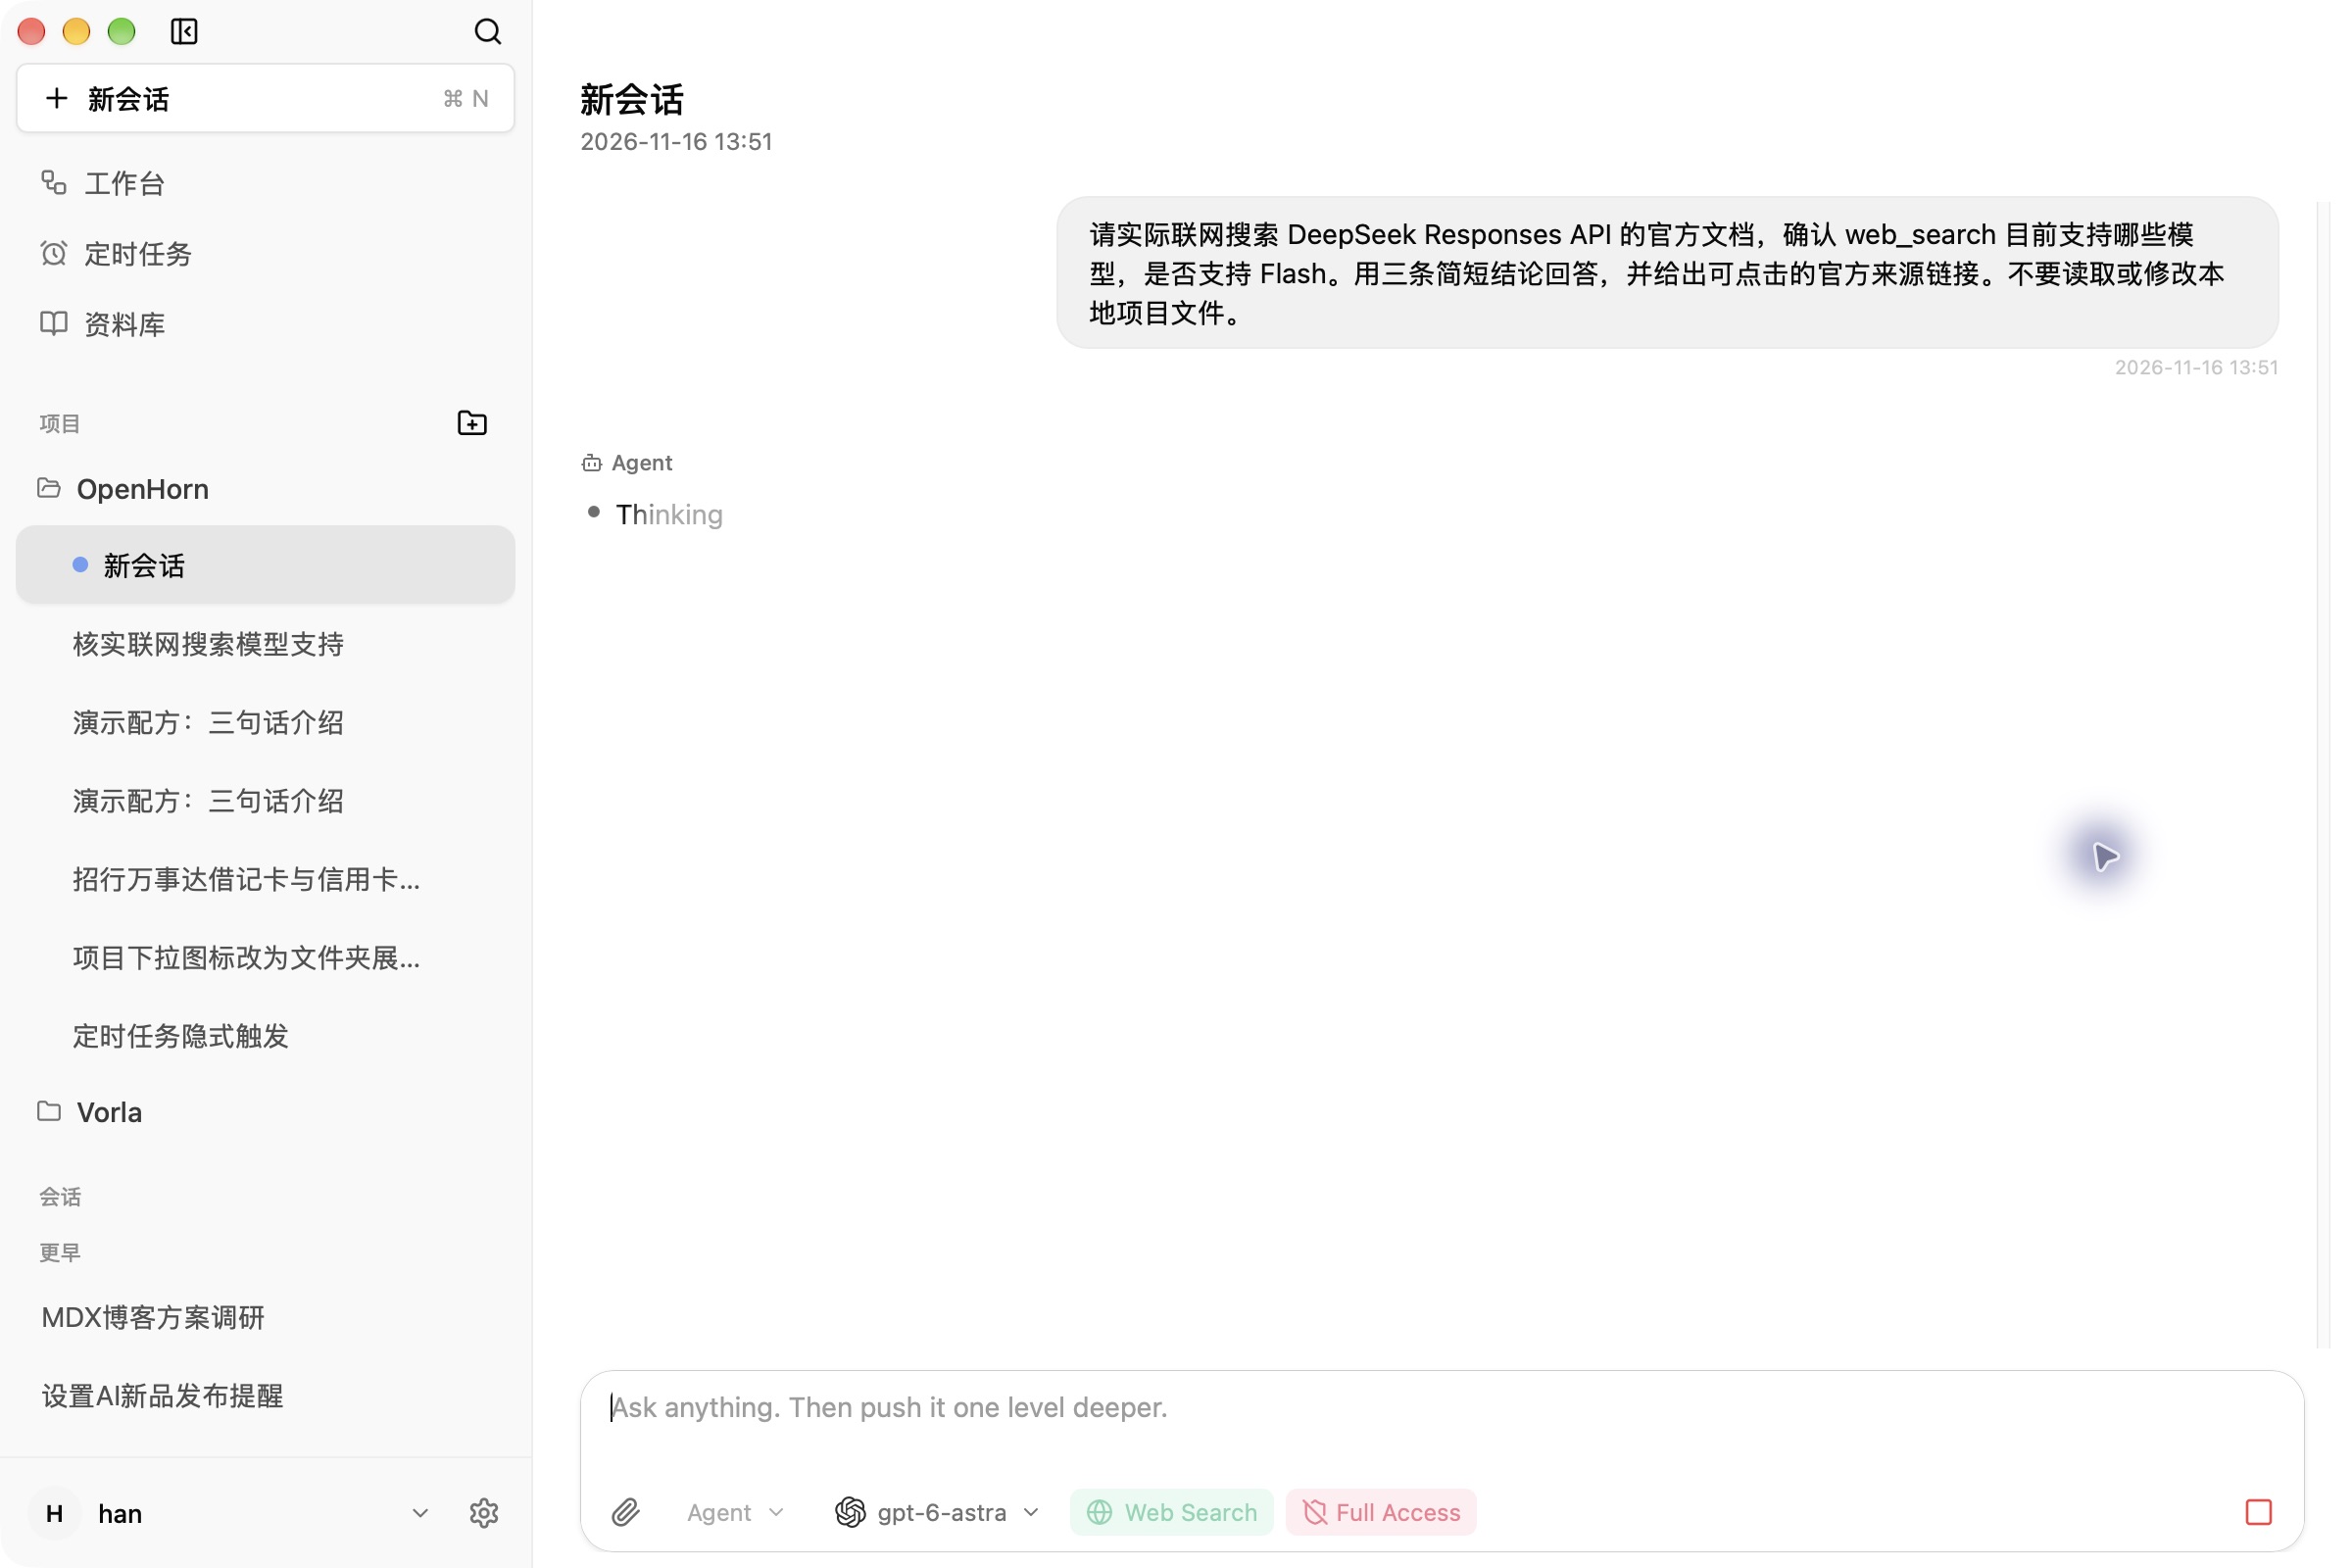 新会话
⌘ N
工作台
定时任务
资料库
项目
OpenHorn
新会话
核实联网搜索模型支持
演示配方：三句话介绍
演示配方：三句话介绍
招行万事达借记卡与信用卡...
项目下拉图标改为文件夹展...
定时任务隐式触发
Vorla
会话
更早
MDX博客方案调研
设置AI新品发布提醒
H
han
新会话
2026-11-16 13:51
请实际联网搜索 DeepSeek Responses API 的官方文档，确认 web_search 目前支持哪些模
型，是否支持 Flash。用三条简短结论回答，并给出可点击的官方来源链接。不要读取或修改本
地项目文件。
2026-11-16 13:51
Agent
Thinking
Ask anything. Then push it one level deeper.
Agent
gpt-6-astra
Web Search
Full Access